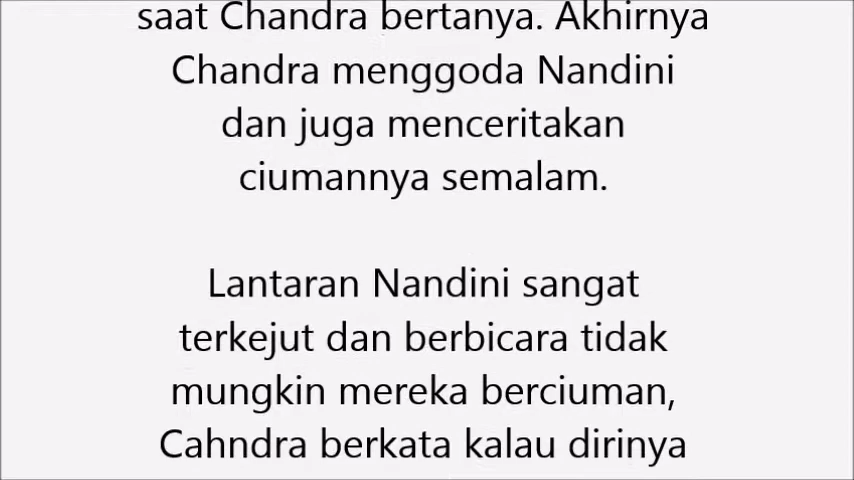 saat Chandra bertanya. Akhirnya
Chandra menggoda Nandini
dan juga menceritakan
ciumannya semalam.
Lantaran Nandini sangat
terkejut dan berbicara tidak
mungkin mereka berciuman,
Cahndra berkata kalau dirinya